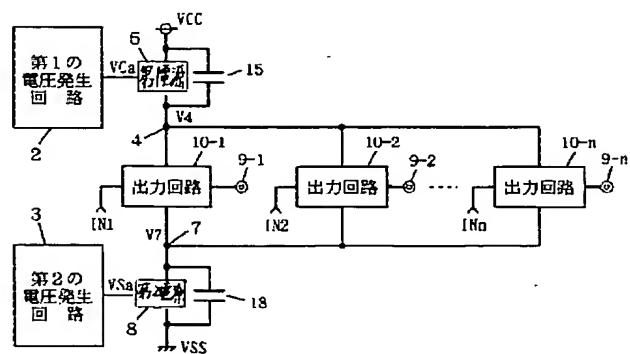 VCC
5
第1の
電圧発生
回 路
VCa
15
2
V4
4
10-1
10-2
10-n
9-1
9-2
9-n
出力回路
出力回路
出力回路
IN1
IN2
INn
3
V7
7
第2の
電圧発生
回 路
VSa
18
8
VSS